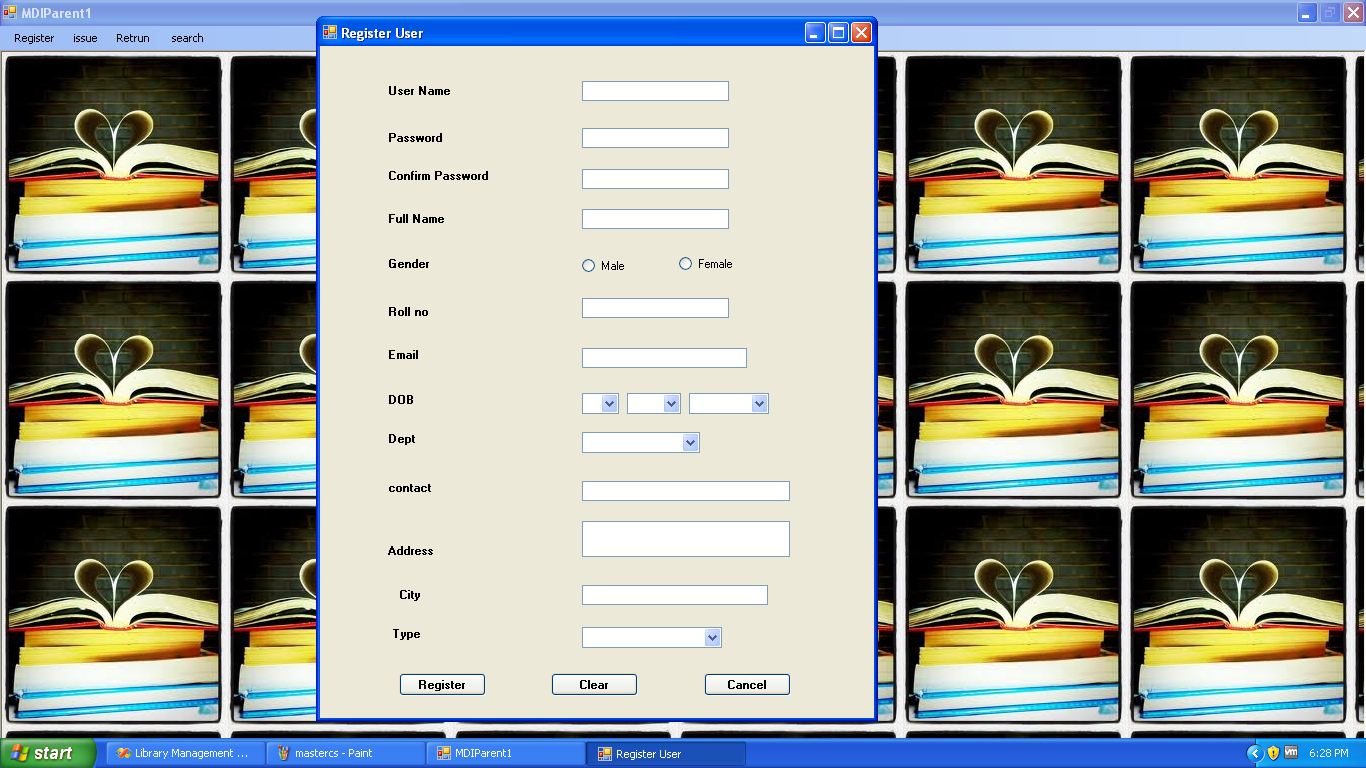 MDIParent1
Register issue Retrun search
Register User
User Name
Password
Confirm Password
Full Name
Gender Male Female
Roll no
Email
DOB
Dept
contact
Address
City
Type
Register Clear Cancel
start Library Management ... mastercs - Paint MDIParent1 Register User vm 6:28 PM